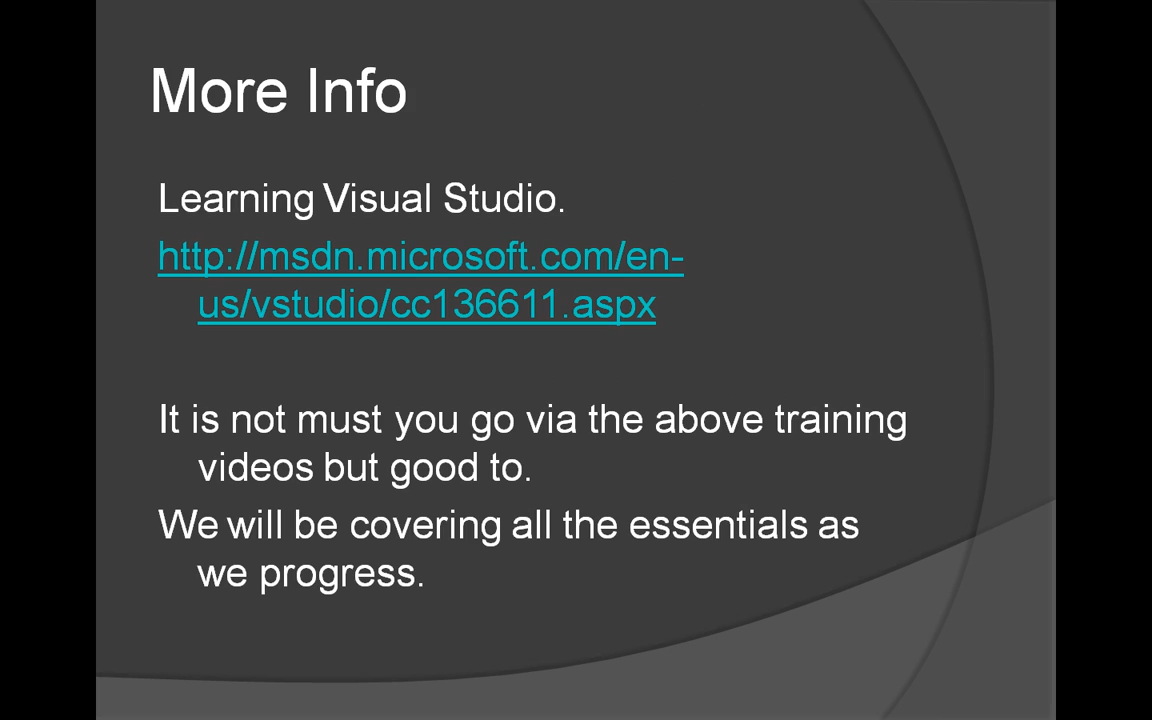 More Info
Learning Visual Studio.
http://msdn.microsoft.com/en-
us/vstudio/cc136611.aspx
It is not must you go via the above training
videos but good to.
We will be covering all the essentials as
we progress.